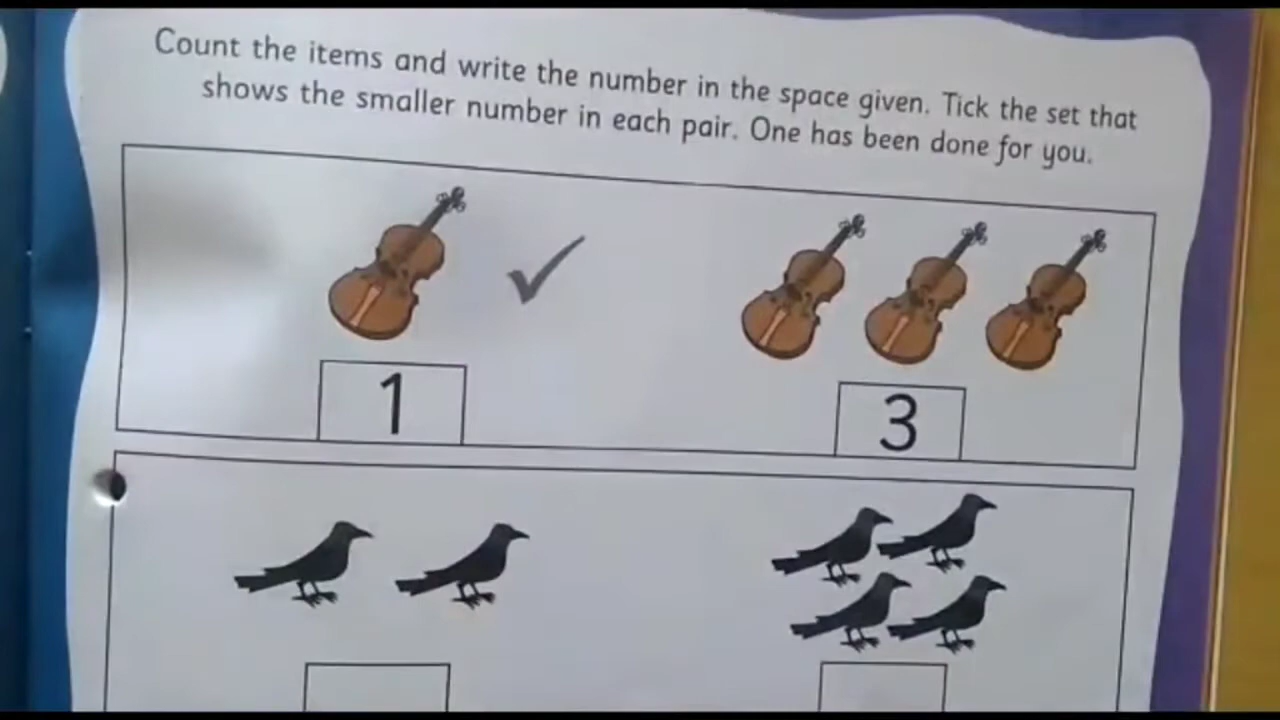 Count the items and write the number in the space given. Tick the set that
shows the smaller number in each pair. One has been done for you.
1
3